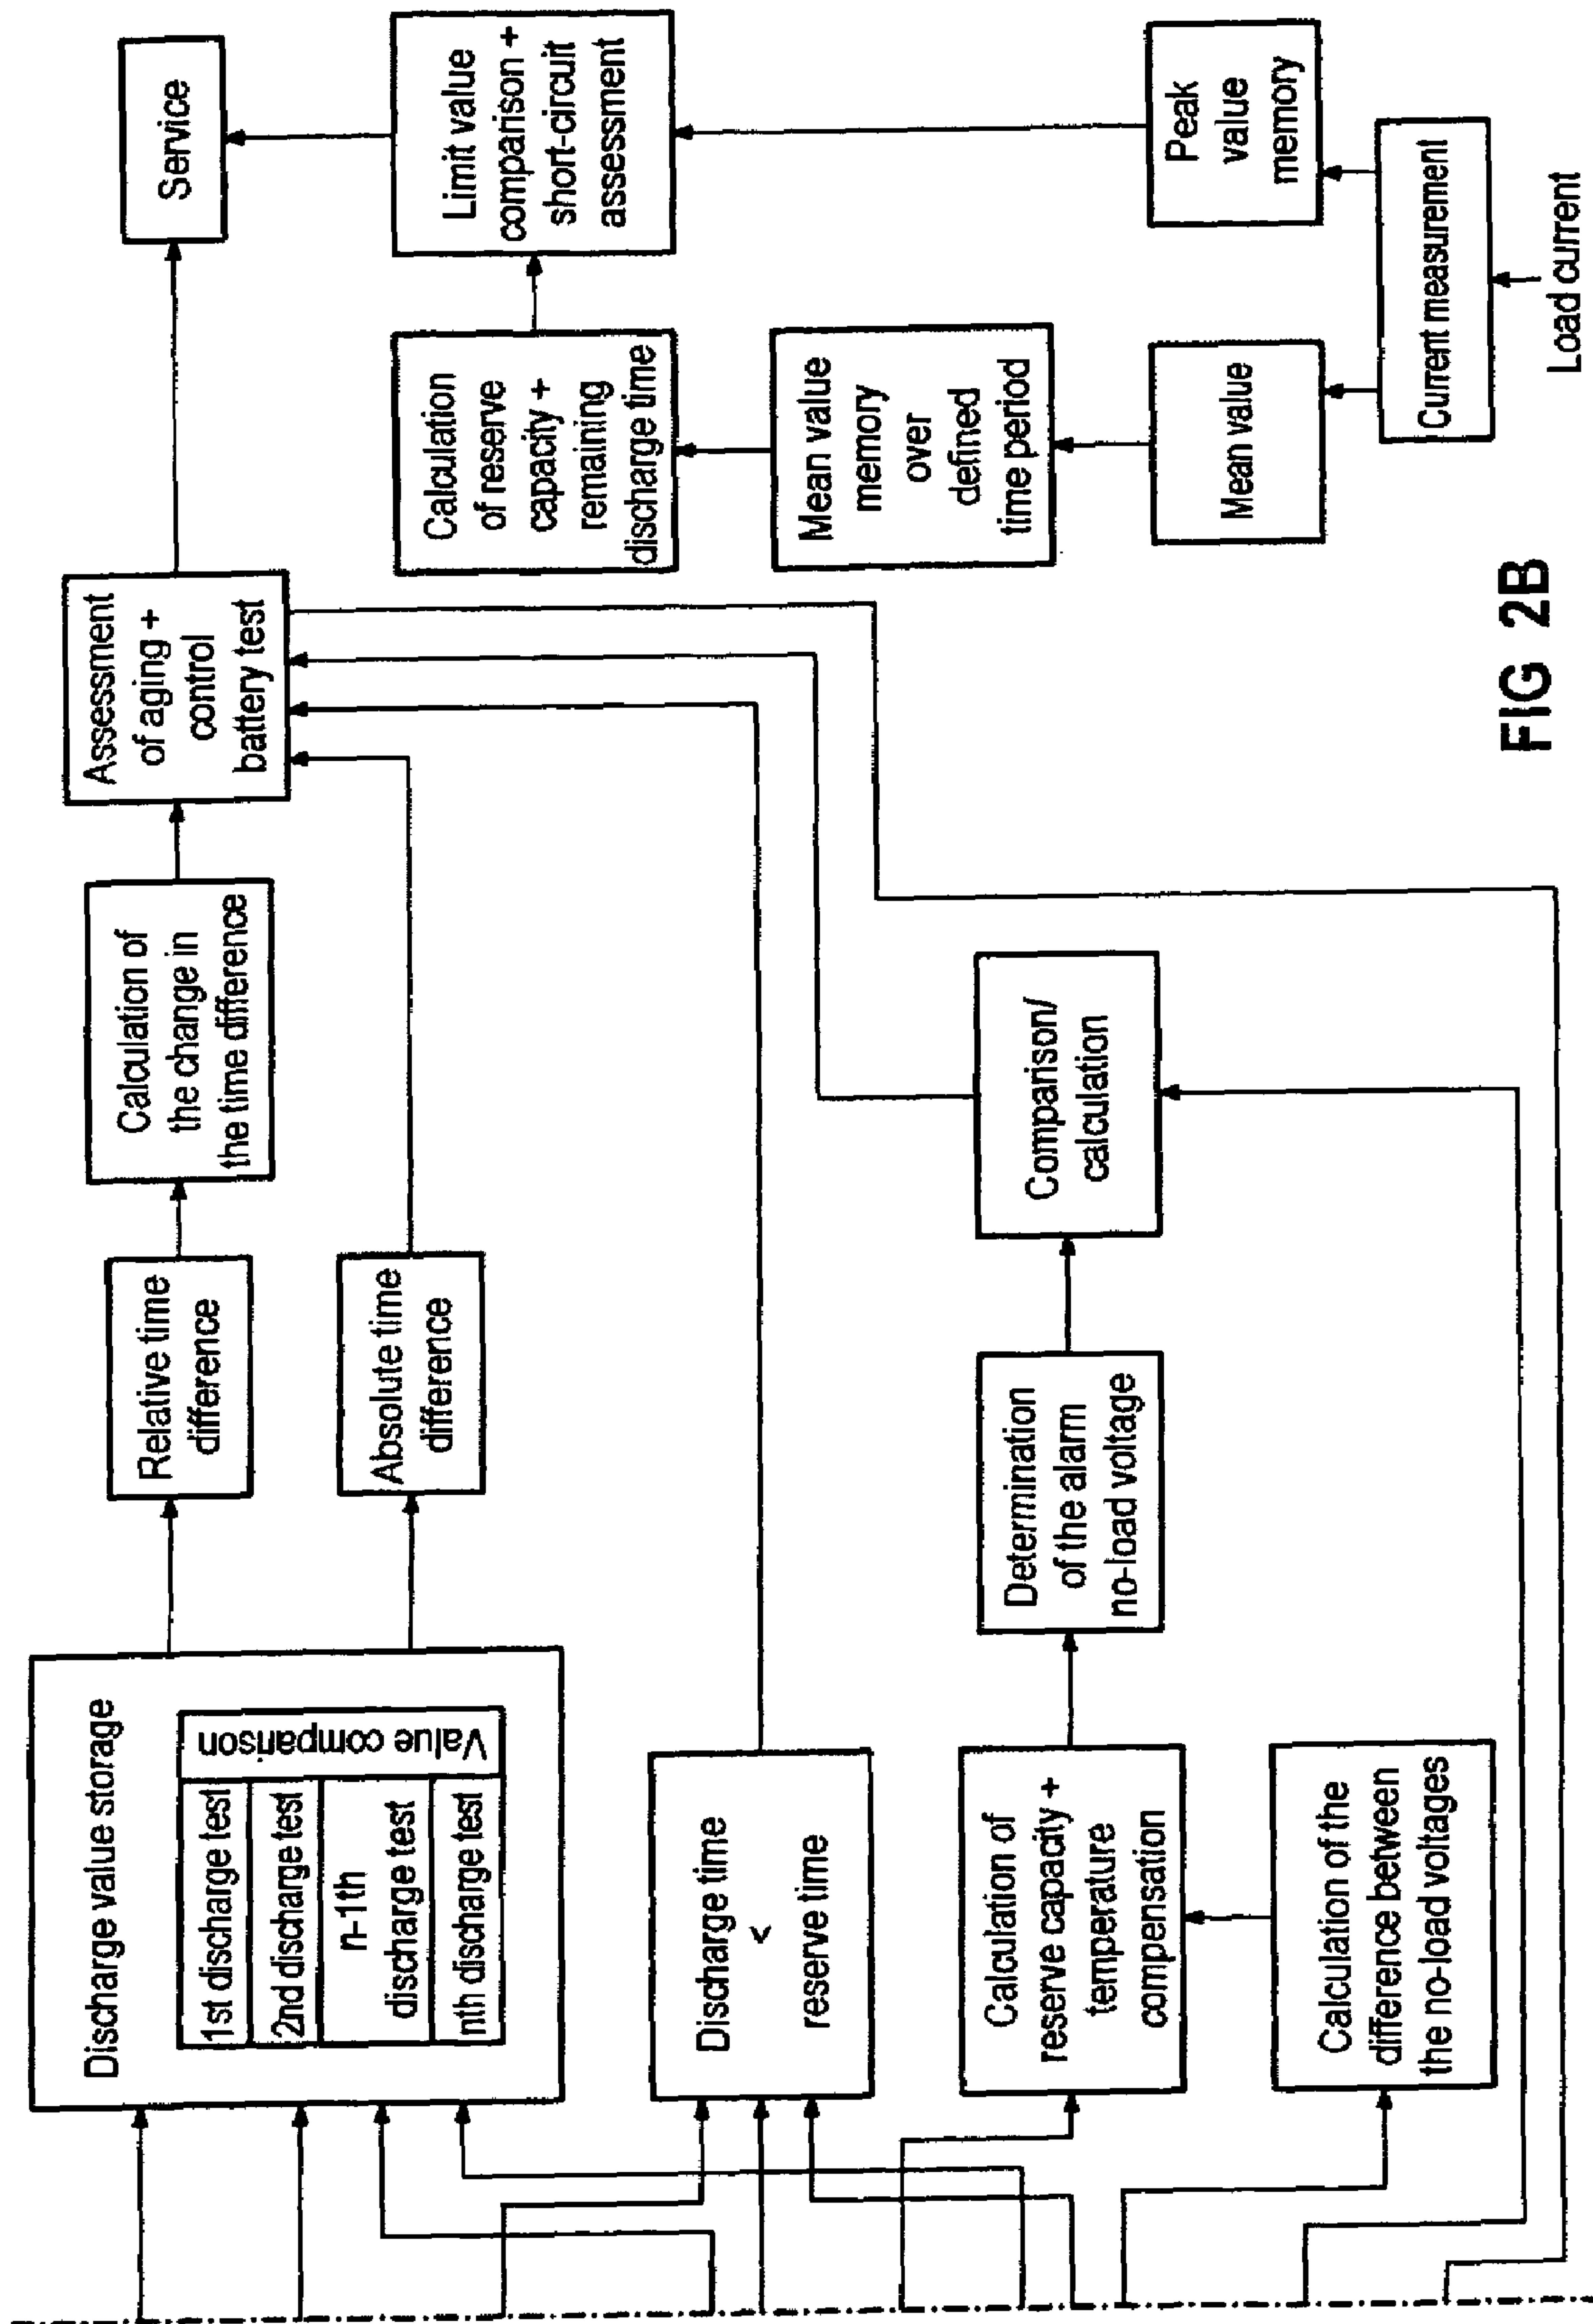 Discharge value storage
1st discharge test
2nd discharge test
n-1th
discharge test
nth discharge test
Value comparison
Relative time
difference
Calculation of
the change in
the time difference
Assessment
of aging +
control
battery test
Service
Absolute time
difference
Discharge time
<
reserve time
Calculation of
reserve capacity +
temperature
compensation
Determination
of the alarm
no-load voltage
Comparison/
calculation
Calculation of the
difference between
the no-load voltages
Calculation
of reserve
capacity +
remaining
discharge time
Limit value
comparison +
short-circuit
assessment
Mean value
memory
over
defined
time period
Mean value
Peak
value
memory
Current measurement
Load current
FIG 2B